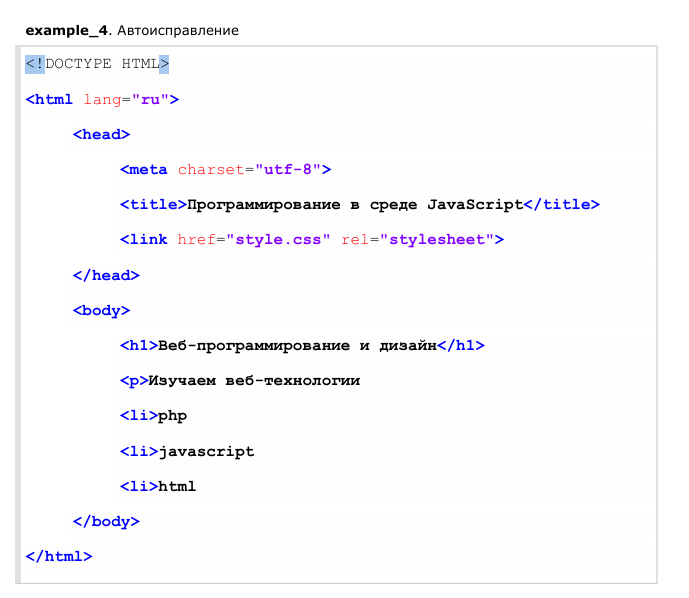 example_4. Автоисправление
<!DOCTYPE HTML>
<html lang="ru">
<head>
<meta charset="utf-8">
<title>Программирование в среде JavaScript</title>
<link href="style.css" rel="stylesheet">
</head>
<body>
<h1>Веб-программирование и дизайн</h1>
<p>Изучаем веб-технологии
<li>php
<li>javascript
<li>html
</body>
</html>